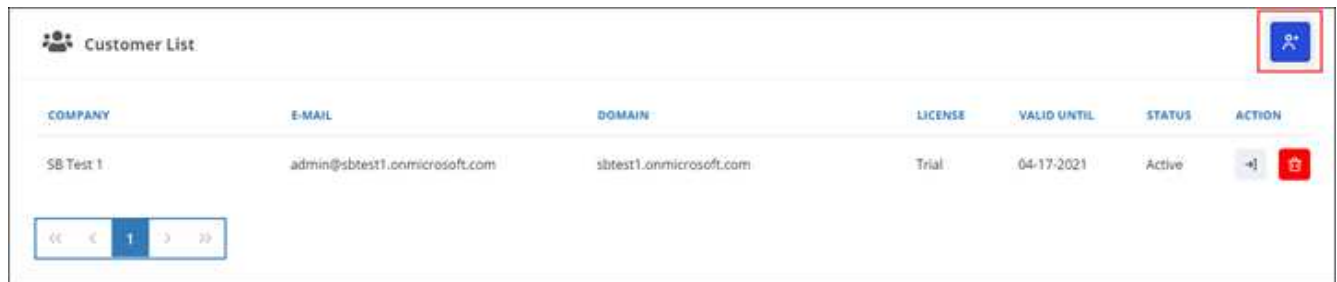 Customer List
COMPANY E-MAIL DOMAIN LICENSE VALID UNTIL STATUS ACTION
SB Test 1 admin@sbtest1.onmicrosoft.com sbtest1.onmicrosoft.com Trial 04-17-2021 Active
<< < 1 > >>